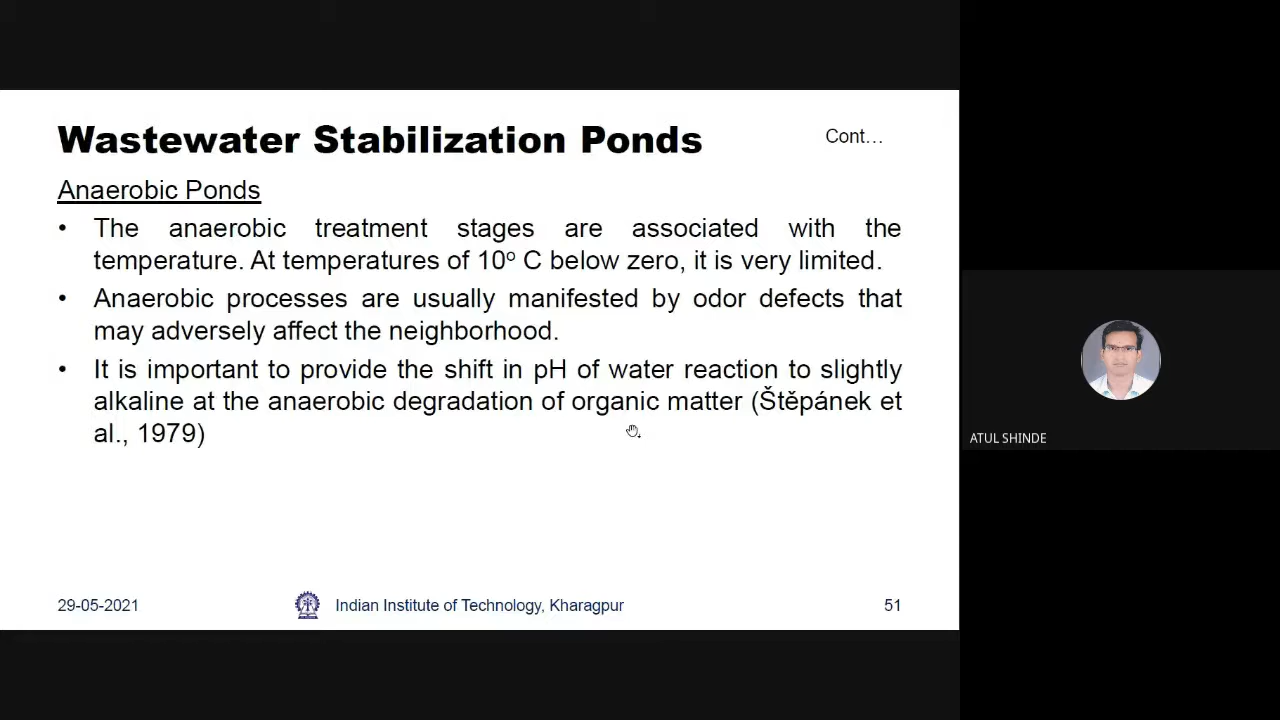 Wastewater Stabilization Ponds
Cont…
Anaerobic Ponds
• The anaerobic treatment stages are associated with the
temperature. At temperatures of 10º C below zero, it is very limited.
• Anaerobic processes are usually manifested by odor defects that
may adversely affect the neighborhood.
• It is important to provide the shift in pH of water reaction to slightly
alkaline at the anaerobic degradation of organic matter (Štěpánek et
al., 1979)
ATUL SHINDE
29-05-2021
Indian Institute of Technology, Kharagpur
51